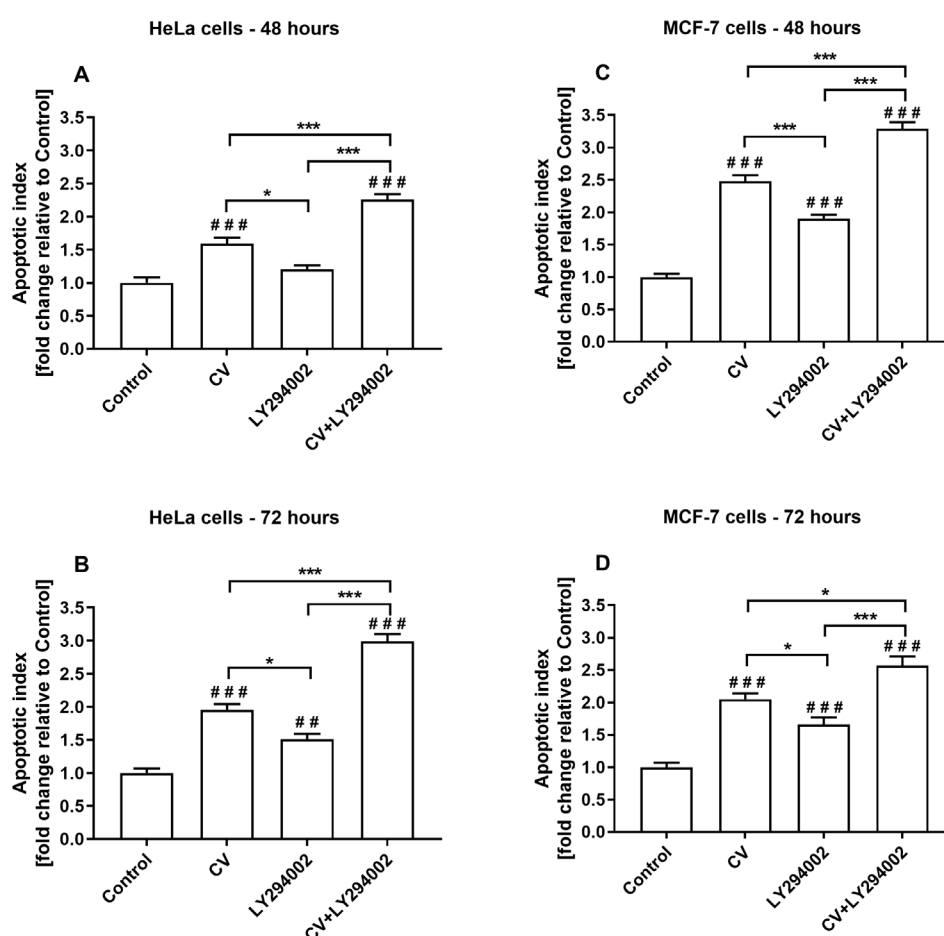 HeLa cells - 48 hours
A
Apoptotic index
[fold change relative to Control]
3.5
3.0
2.5
2.0
1.5
1.0
0.5
0.0
***
***
*
# # #
# # #
Control
CV
LY294002
CV+LY294002
MCF-7 cells - 48 hours
C
Apoptotic index
[fold change relative to Control]
3.5
3.0
2.5
2.0
1.5
1.0
0.5
0.0
***
***
***
# # #
# # #
# # #
Control
CV
LY294002
CV+LY294002
HeLa cells - 72 hours
B
Apoptotic index
[fold change relative to Control]
3.5
3.0
2.5
2.0
1.5
1.0
0.5
0.0
***
***
*
# # #
# # #
# #
Control
CV
LY294002
CV+LY294002
MCF-7 cells - 72 hours
D
Apoptotic index
[fold change relative to Control]
3.5
3.0
2.5
2.0
1.5
1.0
0.5
0.0
*
***
*
# # #
# # #
# # #
Control
CV
LY294002
CV+LY294002